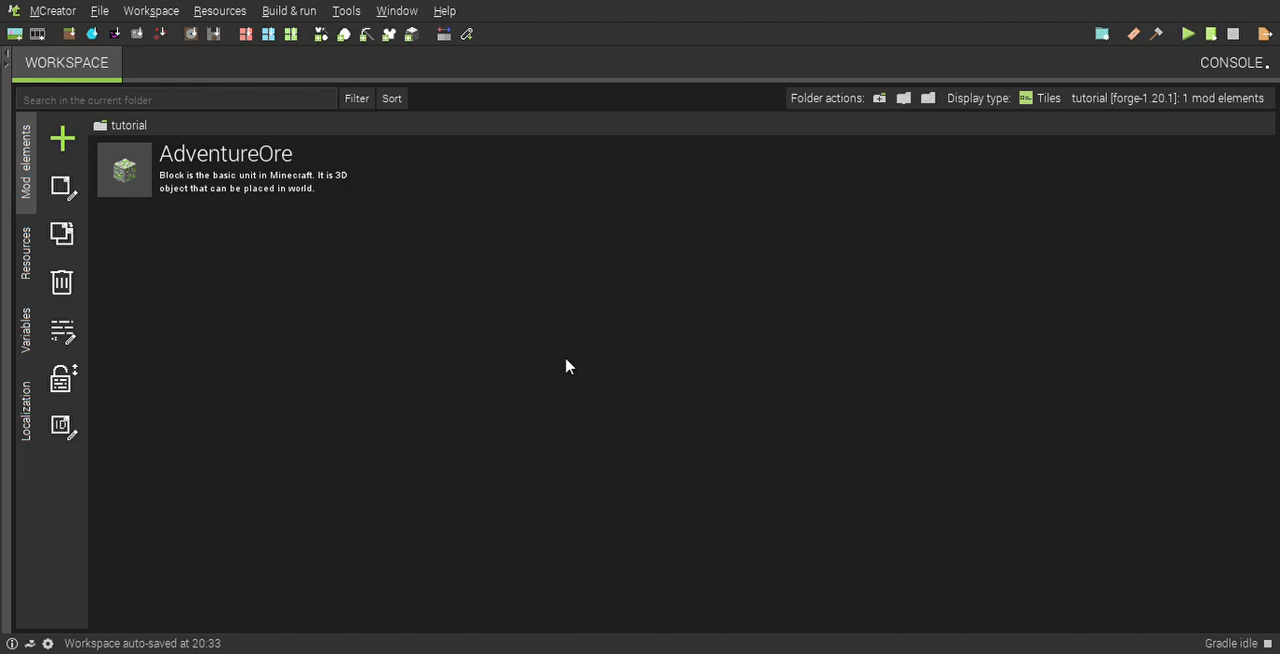 MCreator File Workspace Resources Build & run Tools Window Help
WORKSPACE
CONSOLE
Search in the current folder
Filter
Sort
Folder actions:
Display type:
Tiles
tutorial [forge-1.20.1]: 1 mod elements
tutorial
AdventureOre
Block is the basic unit in Minecraft. It is 3D
object that can be placed in world.
Mod elements
Resources
Variables
Localization
ID
Workspace auto-saved at 20:33
Gradle idle